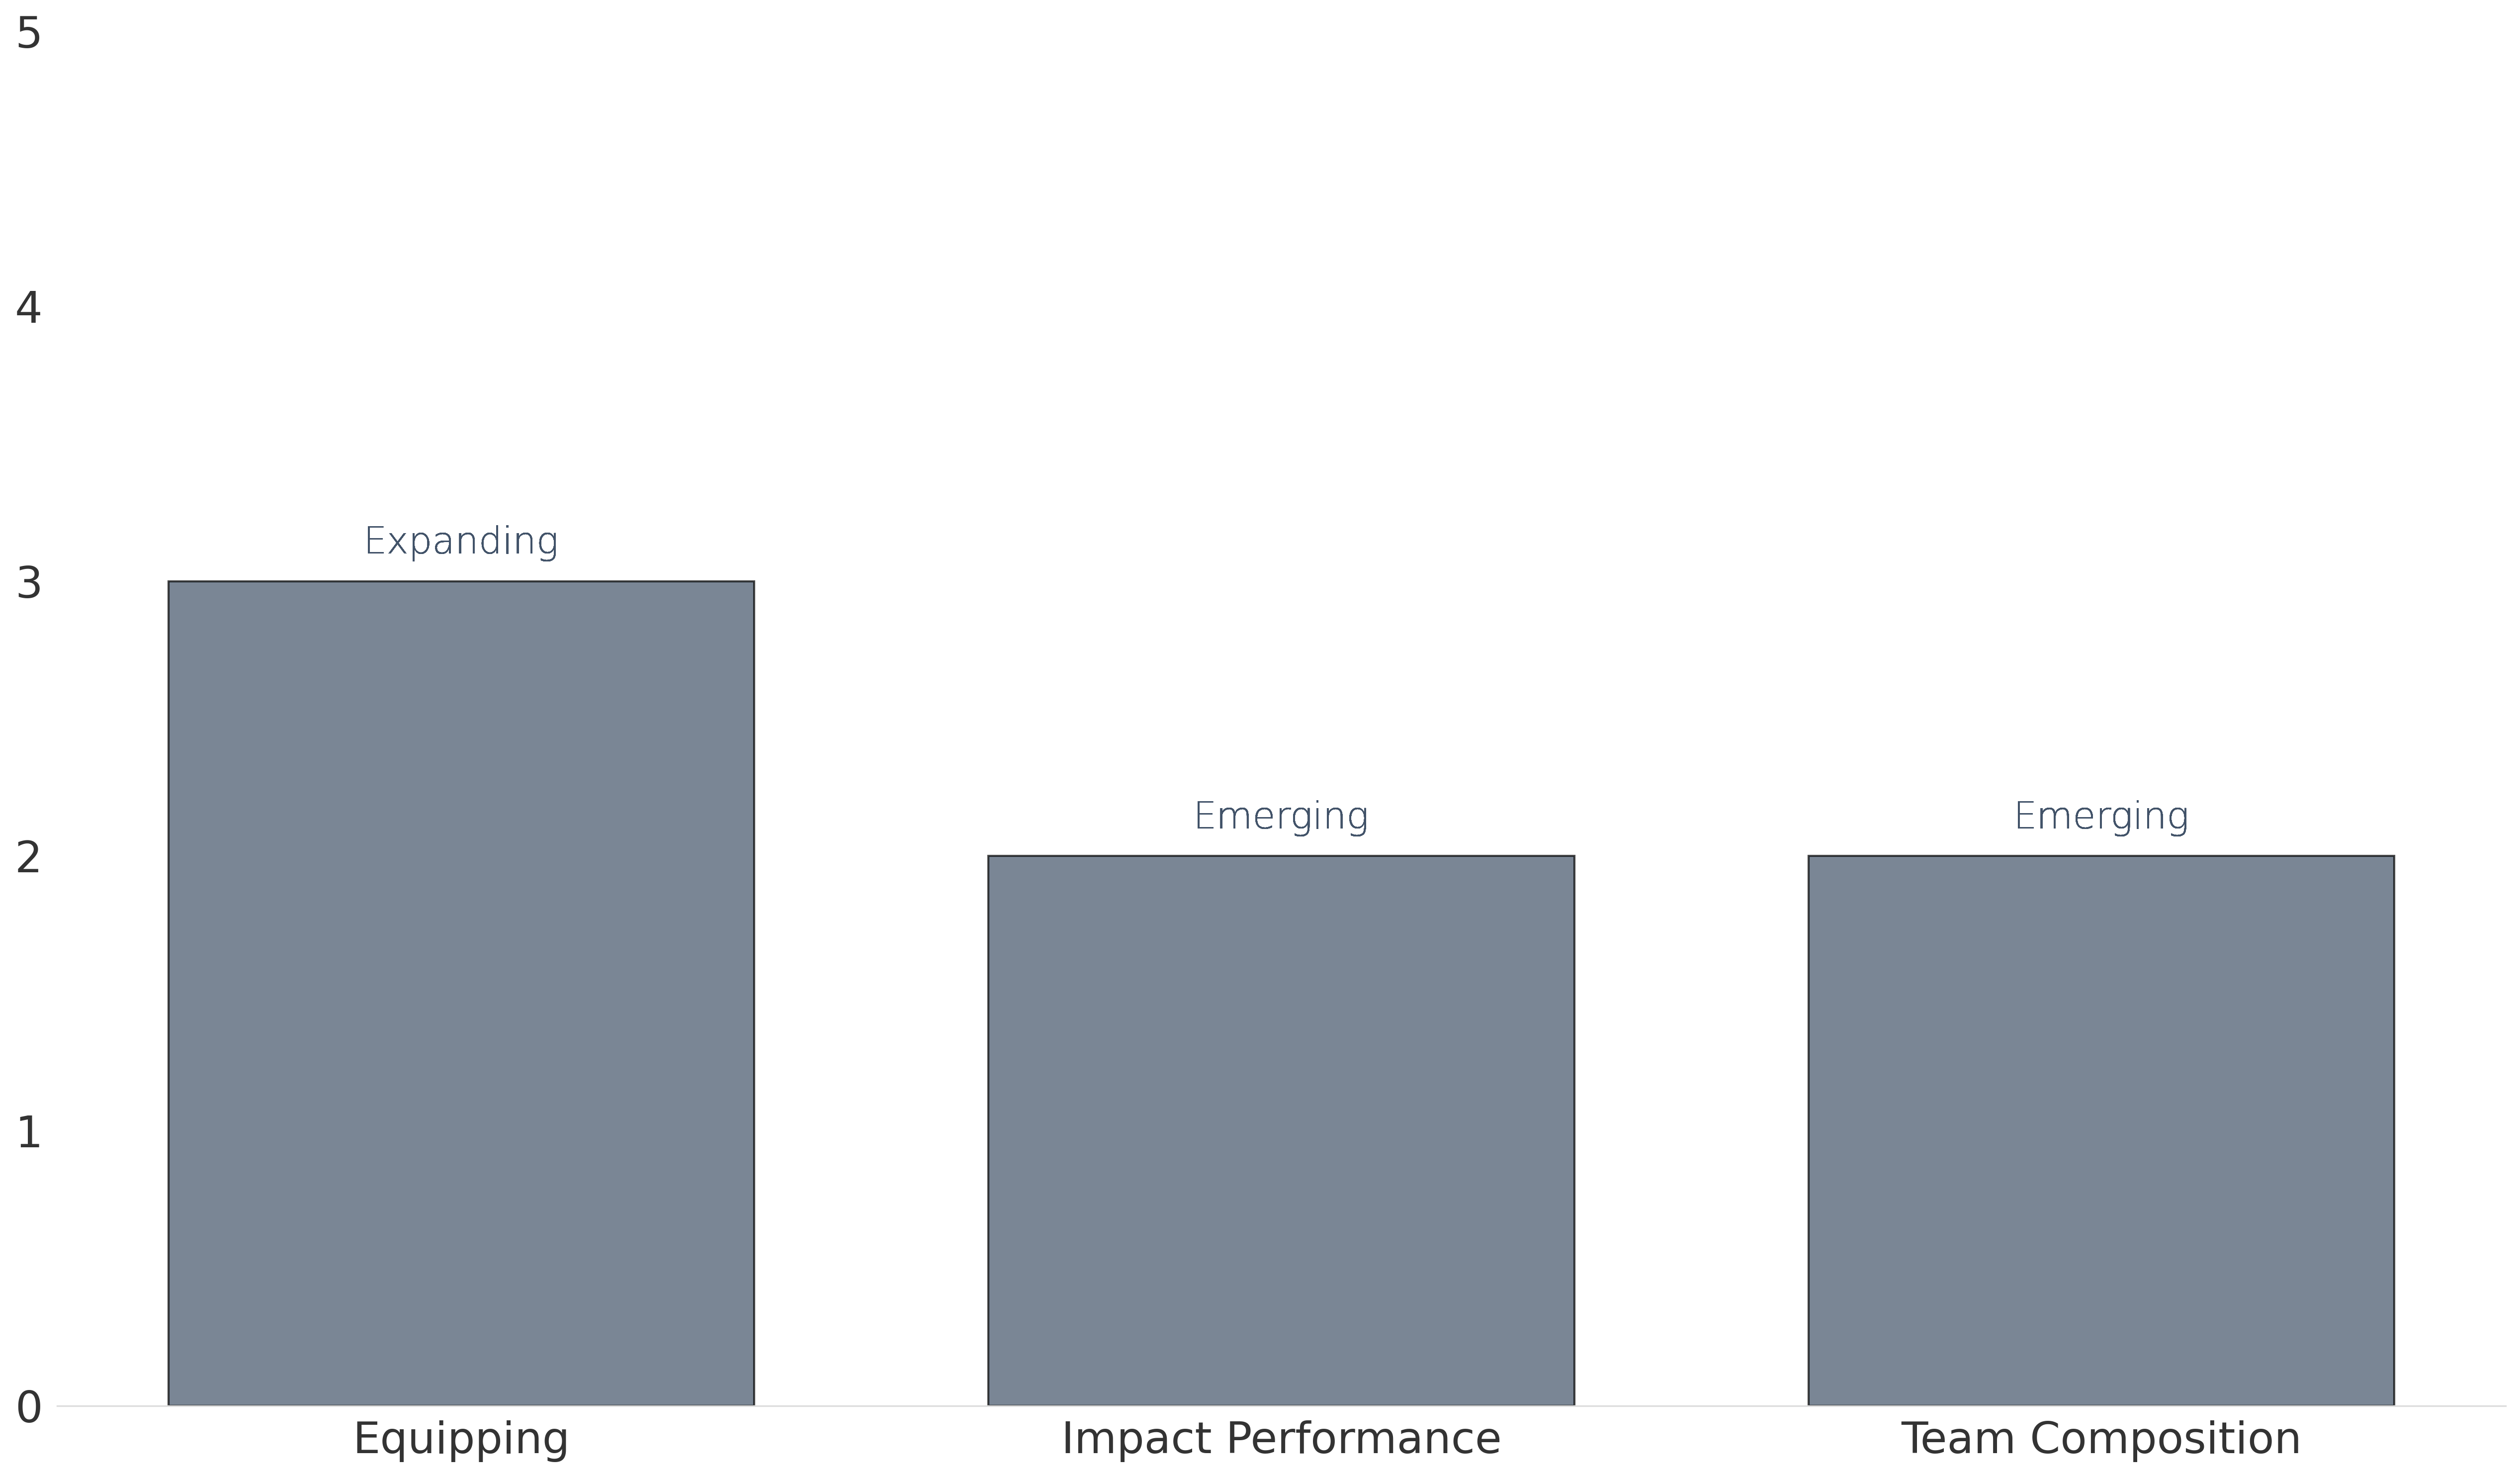 5
4
3
2
1
0
Expanding
Emerging
Emerging
Equipping
Impact Performance
Team Composition